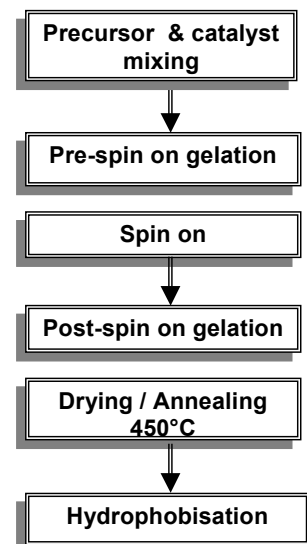 Precursor & catalyst
mixing
Pre-spin on gelation
Spin on
Post-spin on gelation
Drying / Annealing
450°C
Hydrophobisation